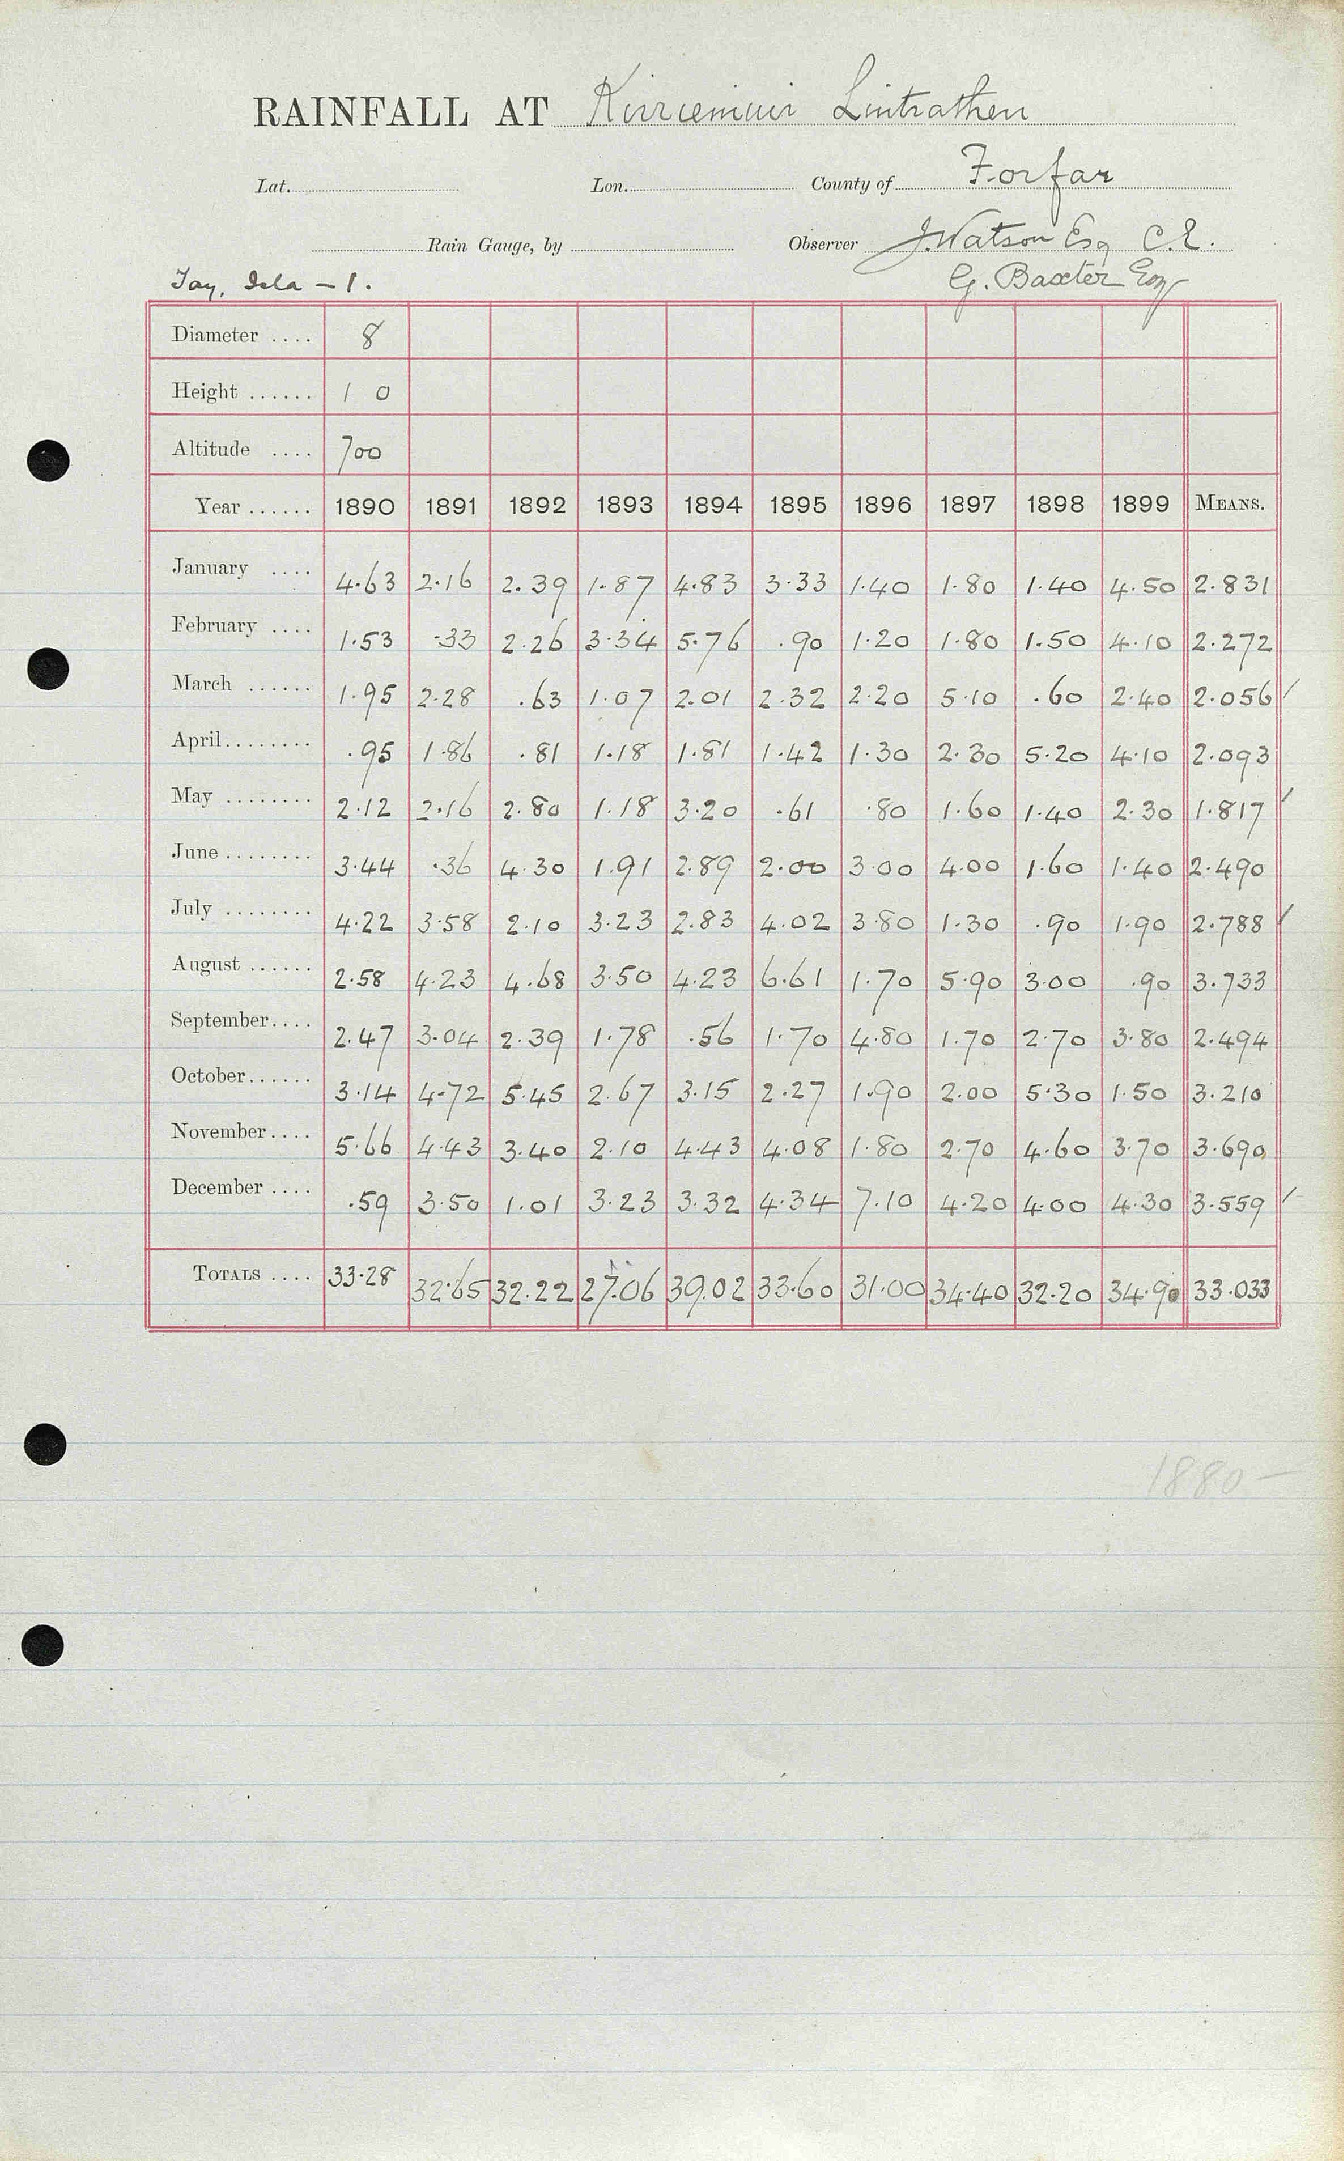 RAINFALL AT Kirriemuir Lintrathen
Lat. Lon. County of Forfar
Rain Gauge, by Observer J. Watson Esq C.E.
Tay, Isla - 1. G. Baxter Esq
Diameter .... 8
Height ...... 1 0
Altitude .... 700
Year ...... 1890 1891 1892 1893 1894 1895 1896 1897 1898 1899 MEANS.
January .... 4.63 2.16 2.39 1.87 4.83 3.33 1.40 1.80 1.40 4.50 2.831
February .... 1.53 .33 2.26 3.34 5.76 .90 1.20 1.80 1.50 4.10 2.272
March ...... 1.95 2.28 .63 1.07 2.01 2.32 2.20 5.10 .60 2.40 2.056 /
April........ .95 1.86 .81 1.18 1.81 1.42 1.30 2.30 5.20 4.10 2.093
May ........ 2.12 2.16 2.80 1.18 3.20 .61 .80 1.60 1.40 2.30 1.817 /
June ........ 3.44 .36 4.30 1.91 2.89 2.00 3.00 4.00 1.60 1.40 2.490
July ........ 4.22 3.58 2.10 3.23 2.83 4.02 3.80 1.30 .90 1.90 2.788 /
August ...... 2.58 4.23 4.68 3.50 4.23 6.61 1.70 5.90 3.00 .90 3.733
September.... 2.47 3.04 2.39 1.78 .56 1.70 4.80 1.70 2.70 3.80 2.494
October...... 3.14 4.72 5.45 2.67 3.15 2.27 1.90 2.00 5.30 1.50 3.210
November.... 5.66 4.43 3.40 2.10 4.43 4.08 1.80 2.70 4.60 3.70 3.690
December .... .59 3.50 1.01 3.23 3.32 4.34 7.10 4.20 4.00 4.30 3.559 /
TOTALS .... 33.28 32.65 32.22 27.06 39.02 33.60 31.00 34.40 32.20 34.90 33.033
1880 -